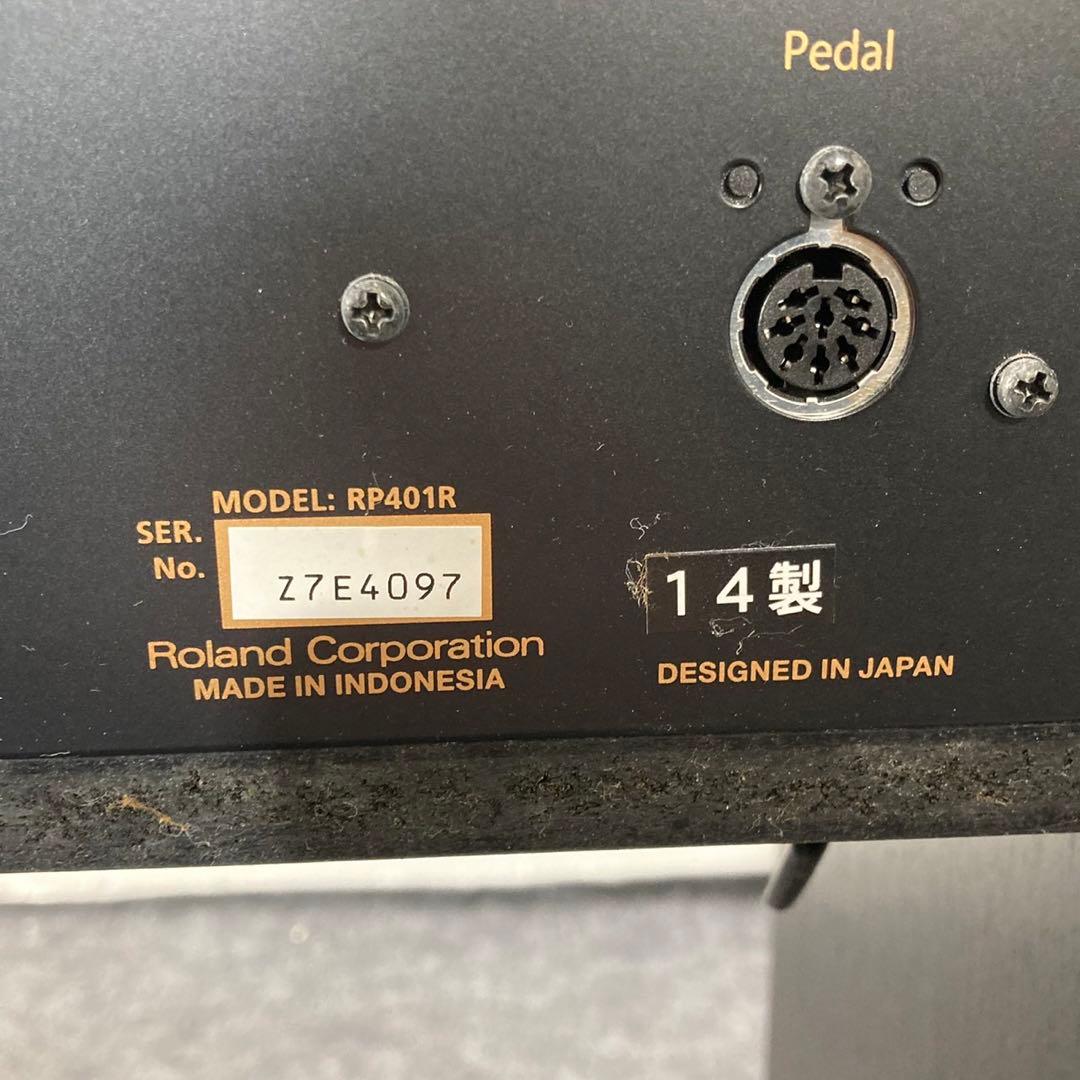 Pedal
MODEL: RP401R
SER.
No.
Z7E4097
Roland Corporation
MADE IN INDONESIA
１４製
DESIGNED IN JAPAN